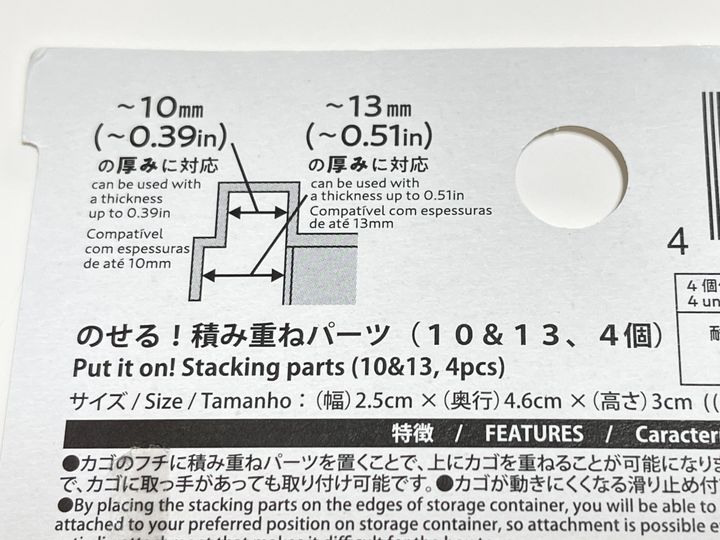 ~10mm
(~0.39in)
の厚みに対応
can be used with
a thickness
up to 0.39in
Compatível
com espessuras
de até 10mm
~13mm
(~0.51in)
の厚みに対応
can be used with
a thickness up to 0.51in
Compatível com espessuras
de até 13mm
4
4個
4 un
のせる!積み重ねパーツ(10&13、4個)
Put it on! Stacking parts (10&13, 4pcs)
サイズ / Size / Tamanho:(幅)2.5cm×(奥行)4.6cm×(高さ)3cm ((
特徴 / FEATURES / Caracter
●カゴのフチに積み重ねパーツを置くことで、上にカゴを重ねることが可能になりま
で、カゴに取っ手があっても取り付け可能です。●カゴが動きにくくなる滑り止め付
●By placing the stacking parts on the edges of storage container, you will be able to
attached to your preferred position on storage container, so attachment is possible e